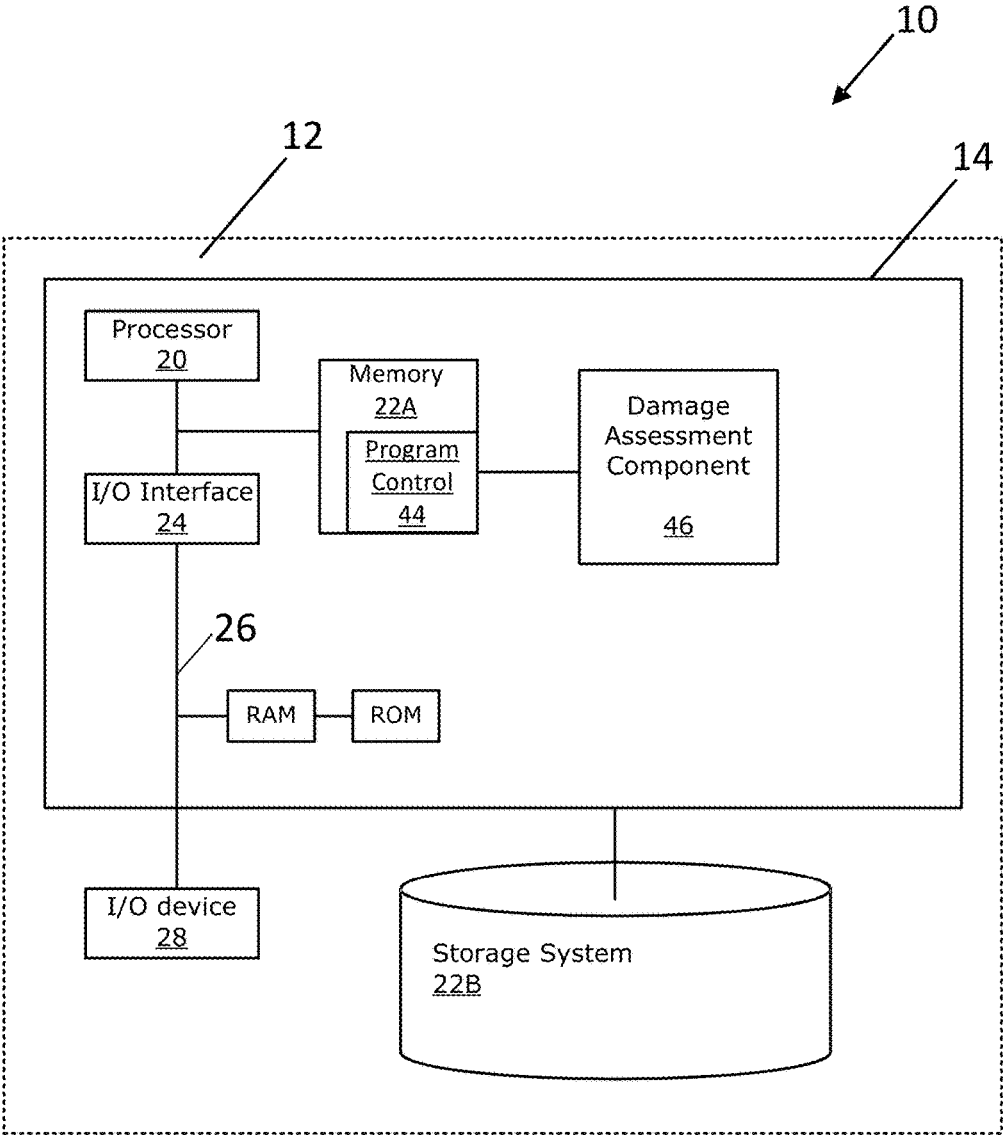 10
12
14
Processor
20
Memory
22A
Program
Control
44
Damage
Assessment
Component
46
I/O Interface
24
26
RAM
ROM
I/O device
28
Storage System
22B